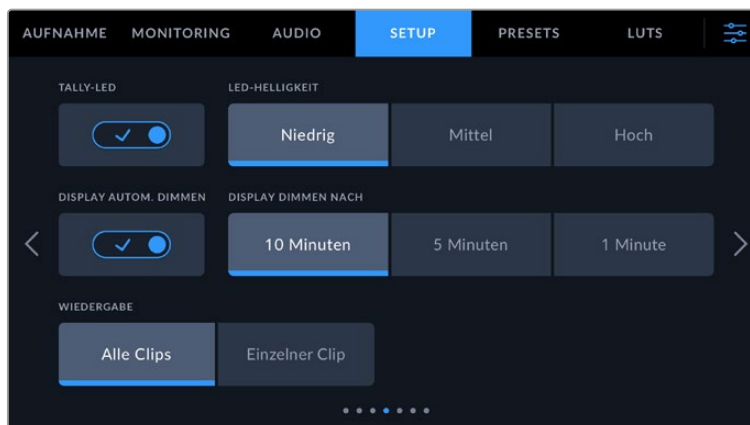 AUFNAHME MONITORING AUDIO SETUP PRESETS LUTS
TALLY-LED LED-HELLIGKEIT
Niedrig Mittel Hoch
DISPLAY AUTOM. DIMMEN DISPLAY DIMMEN NACH
10 Minuten 5 Minuten 1 Minute
WIEDERGABE
Alle Clips Einzelner Clip